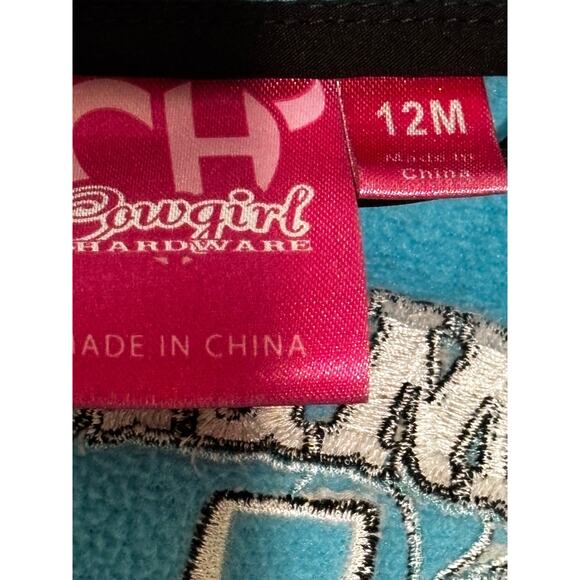 CH
Cowgirl
HARDWARE
MADE IN CHINA
12M
Made in
China